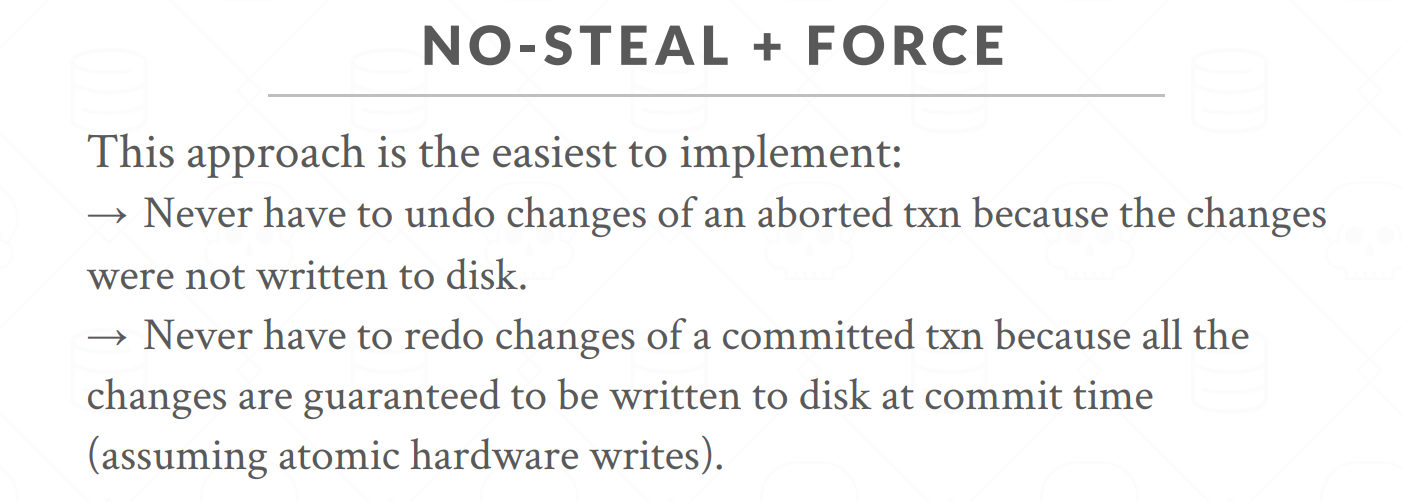 NO-STEAL + FORCE
This approach is the easiest to implement:
→ Never have to undo changes of an aborted txn because the changes
were not written to disk.
→ Never have to redo changes of a committed txn because all the
changes are guaranteed to be written to disk at commit time
(assuming atomic hardware writes).